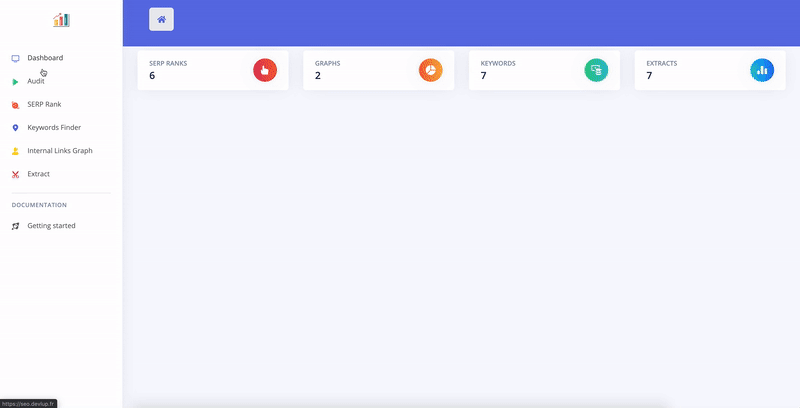 Dashboard
Audit
SERP Rank
Keywords Finder
Internal Links Graph
Extract
DOCUMENTATION
Getting started
SERP RANKS
6
GRAPHS
2
KEYWORDS
7
EXTRACTS
7
https://seo.devlup.fr